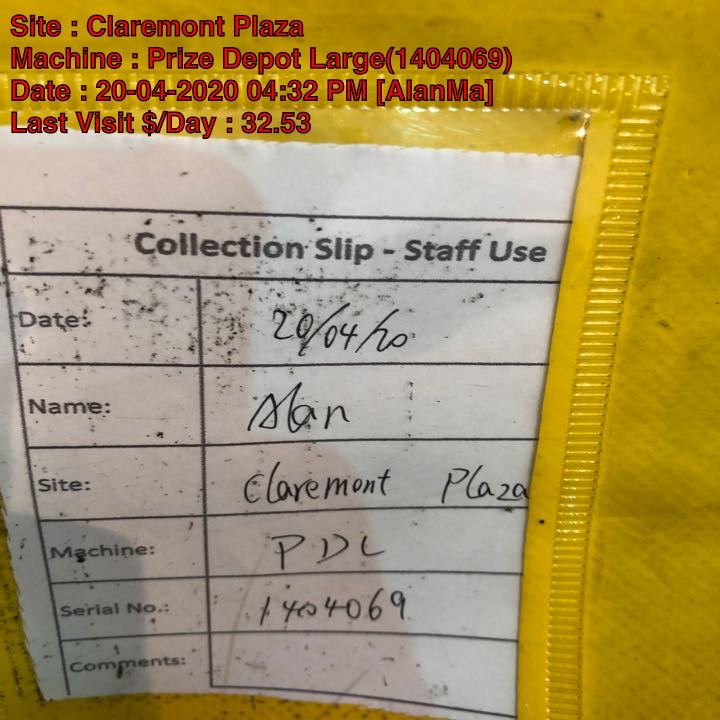 Site : Claremont Plaza
Machine : Prize Depot Large(1404069)
Date : 20-04-2020 04:32 PM [AlanMa]
Last Visit $/Day : 32.53
Collection Slip - Staff Use
Date: 20/04/20
Name: Alan
Site: Claremont Plaza
Machine: PDL
Serial No.: 1404069
Comments: